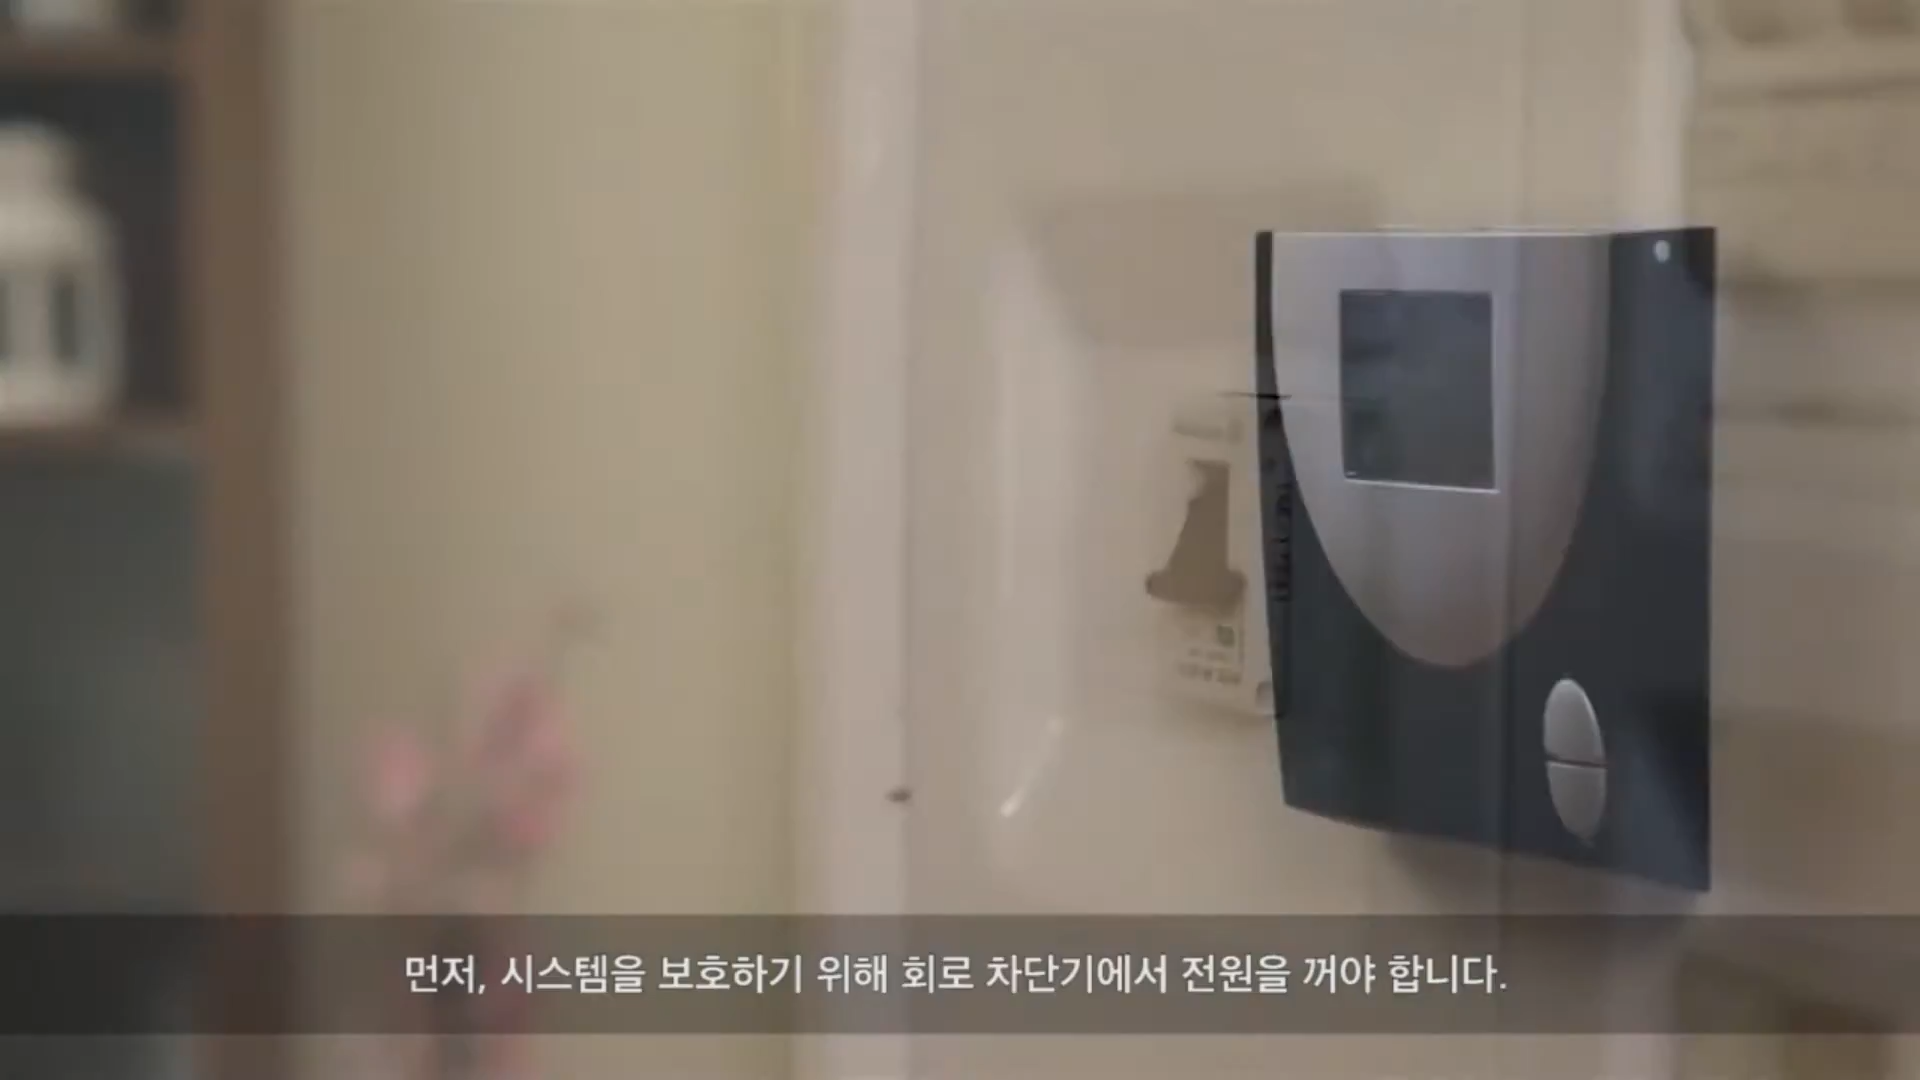 먼저, 시스템을 보호하기 위해 회로 차단기에서 전원을 꺼야 합니다.